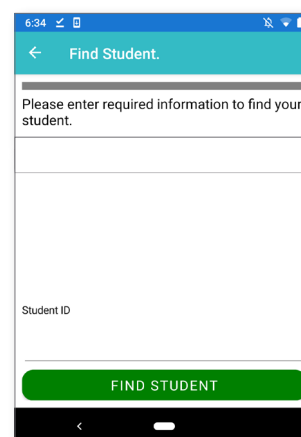 6:34
Find Student.
Please enter required information to find your
student.
Student ID
FIND STUDENT